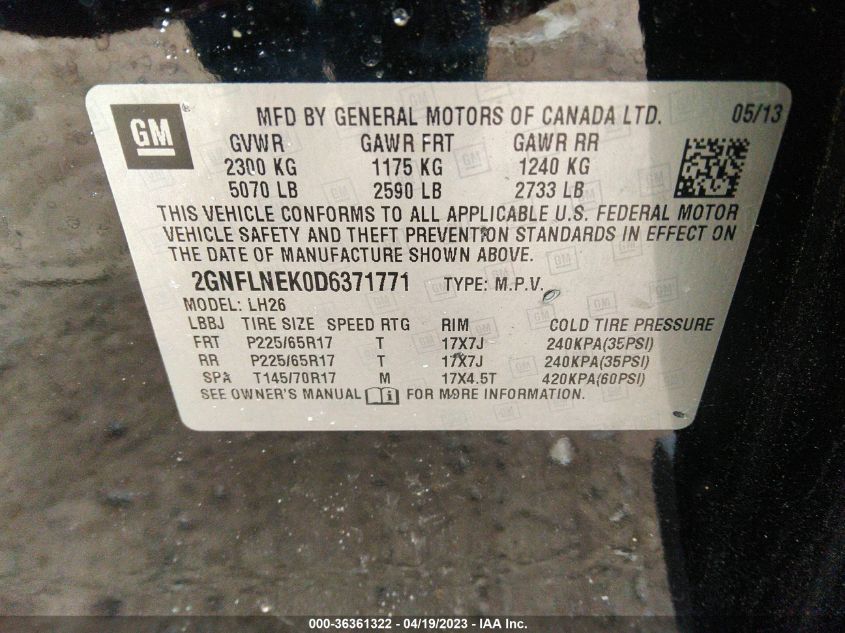 GM ® MFD BY GENERAL MOTORS OF CANADA LTD. 05/13
GVWR GAWR FRT GAWR RR
2300 KG 1175 KG 1240 KG
5070 LB 2590 LB 2733 LB
THIS VEHICLE CONFORMS TO ALL APPLICABLE U.S. FEDERAL MOTOR
VEHICLE SAFETY AND THEFT PREVENTION STANDARDS IN EFFECT ON
THE DATE OF MANUFACTURE SHOWN ABOVE.
2GNFLNEK0D6371771 TYPE: M.P.V.
MODEL: LH26
LBBJ TIRE SIZE SPEED RTG RIM COLD TIRE PRESSURE
FRT P225/65R17 T 17X7J 240KPA(35PSI)
RR P225/65R17 T 17X7J 240KPA(35PSI)
SPA T145/70R17 M 17X4.5T 420KPA(60PSI)
SEE OWNER'S MANUAL FOR MORE INFORMATION.
000-36361322 - 04/19/2023 - IAA Inc.